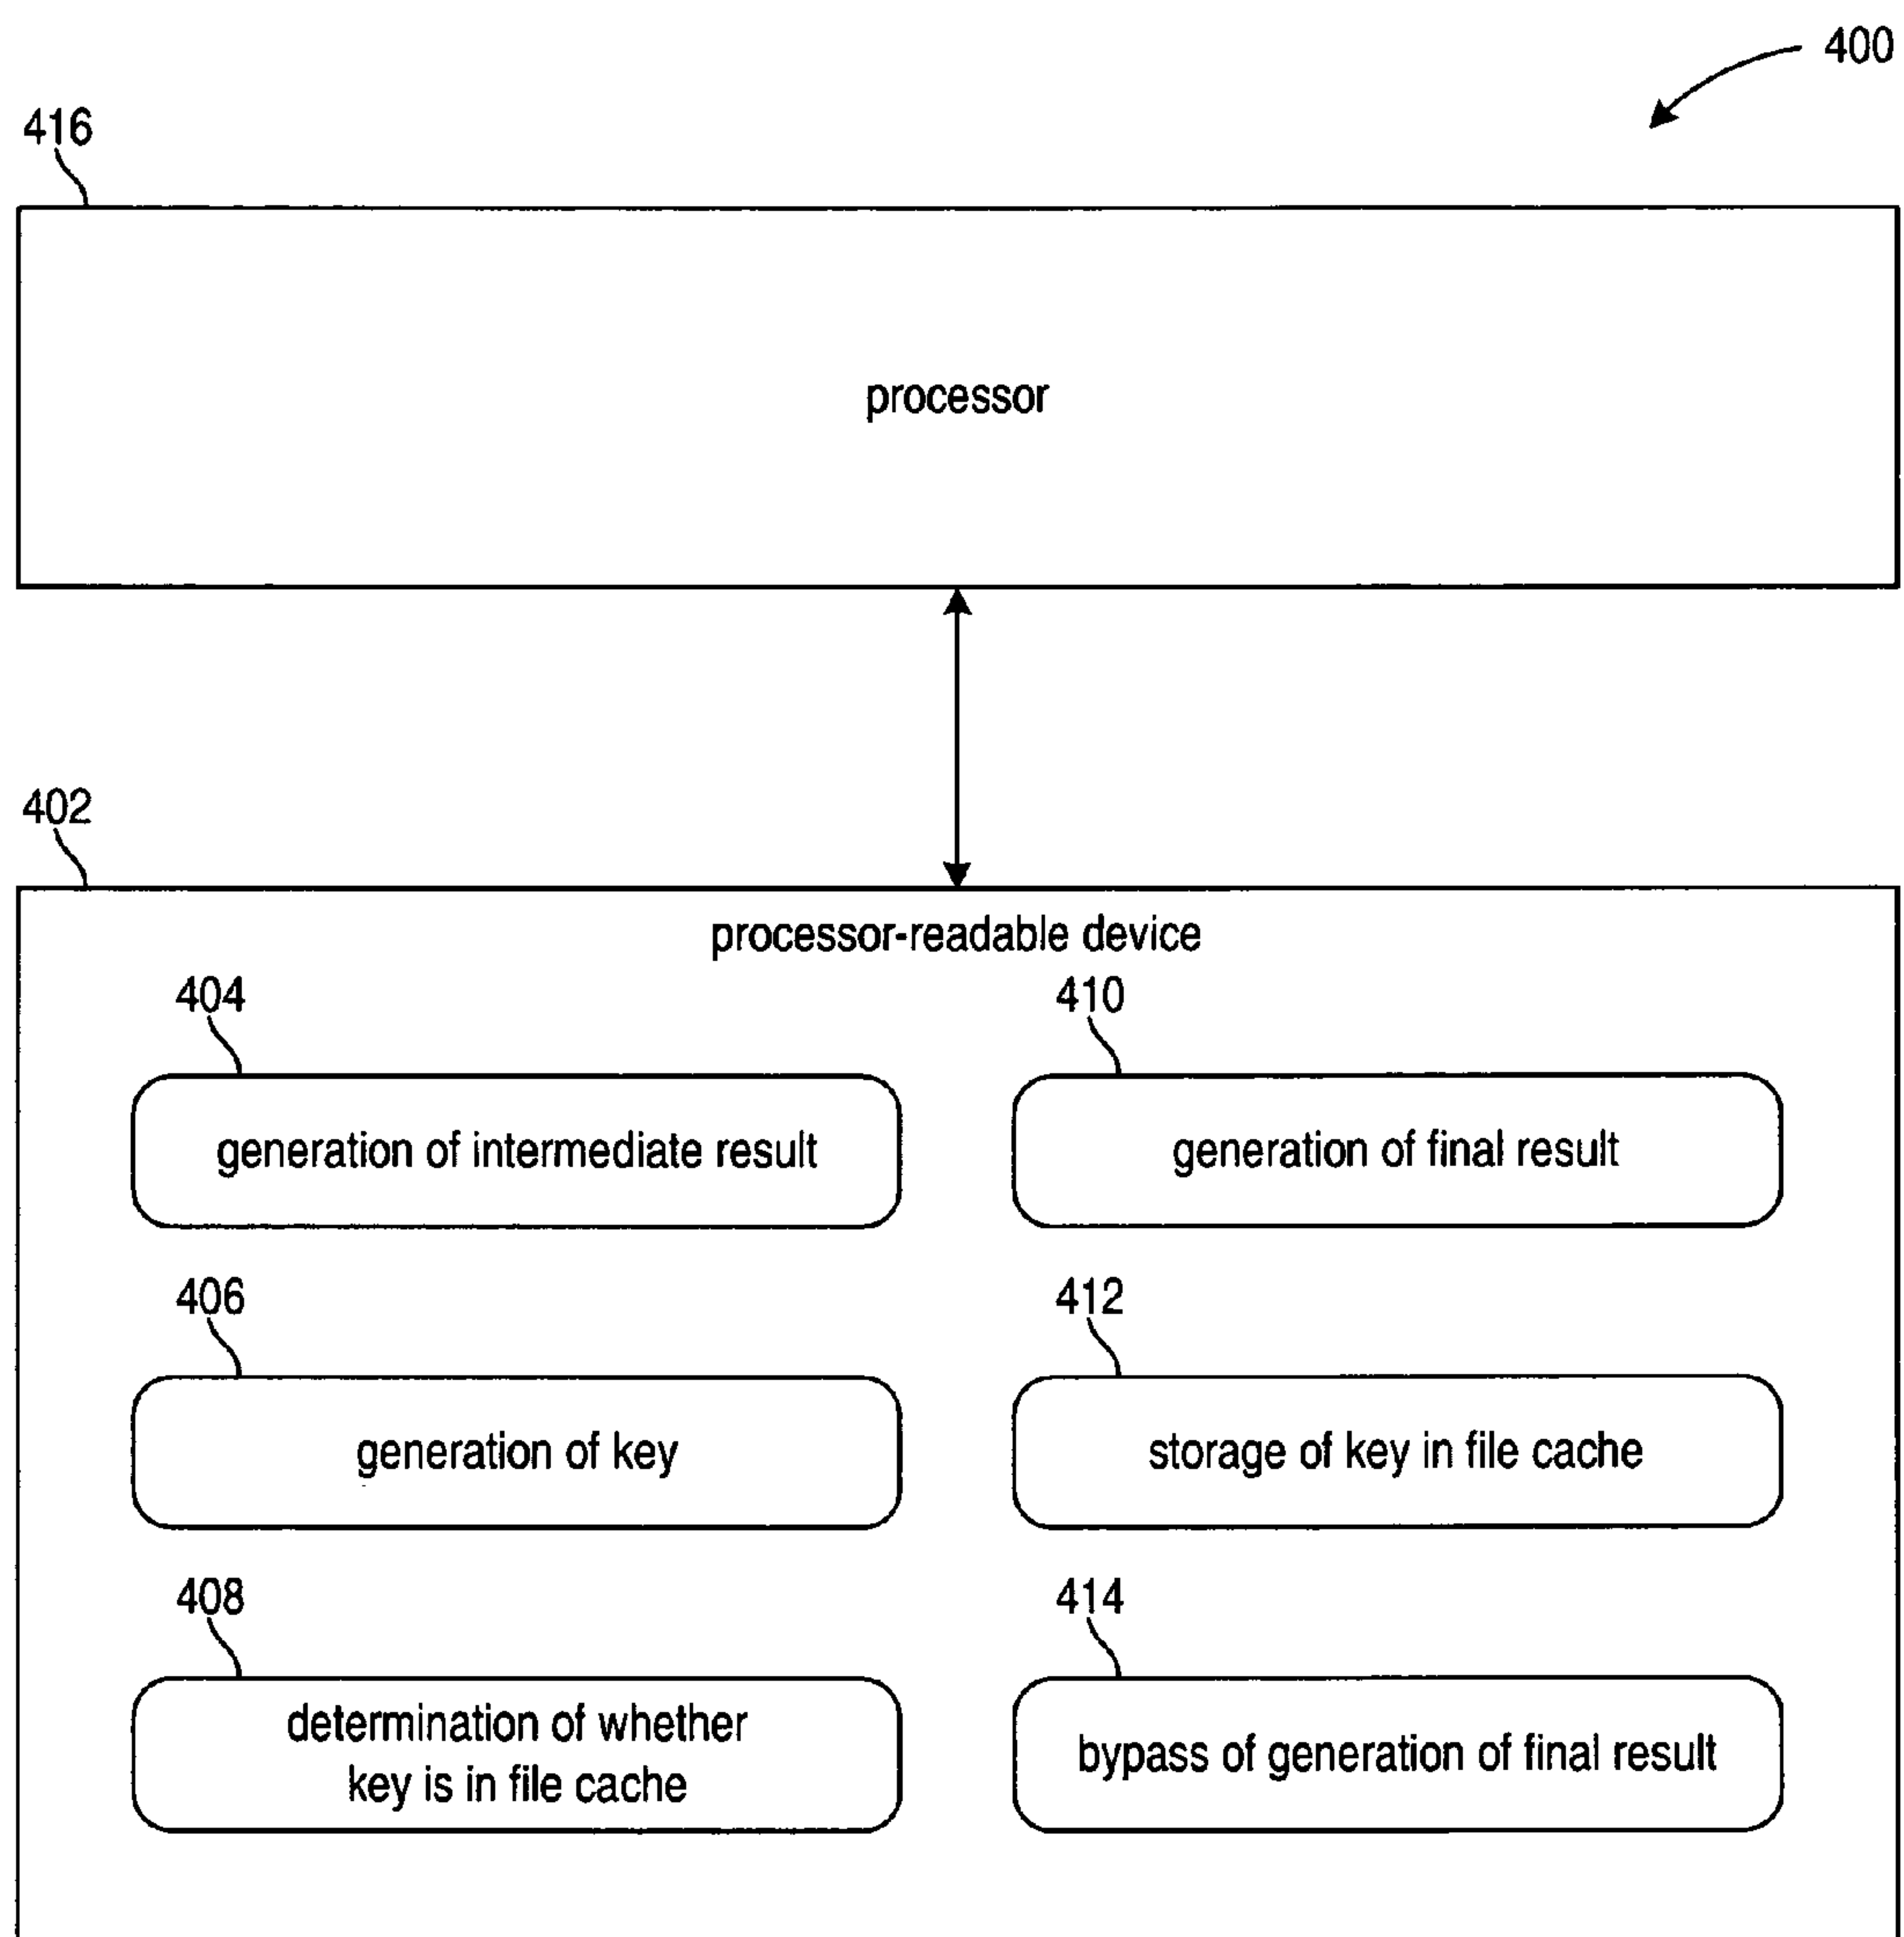 400
416
processor
402
processor-readable device
404
410
generation of intermediate result
generation of final result
406
412
generation of key
storage of key in file cache
408
414
determination of whether
key is in file cache
bypass of generation of final result